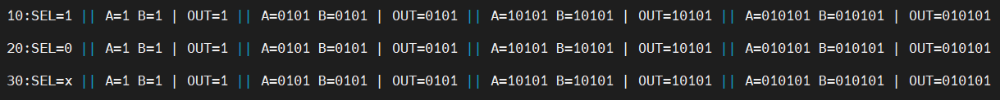 10:SEL=1 || A=1 B=1 | OUT=1 || A=0101 B=0101 | OUT=0101 || A=10101 B=10101 | OUT=10101 || A=010101 B=010101 | OUT=010101
20:SEL=0 || A=1 B=1 | OUT=1 || A=0101 B=0101 | OUT=0101 || A=10101 B=10101 | OUT=10101 || A=010101 B=010101 | OUT=010101
30:SEL=x || A=1 B=1 | OUT=1 || A=0101 B=0101 | OUT=0101 || A=10101 B=10101 | OUT=10101 || A=010101 B=010101 | OUT=010101